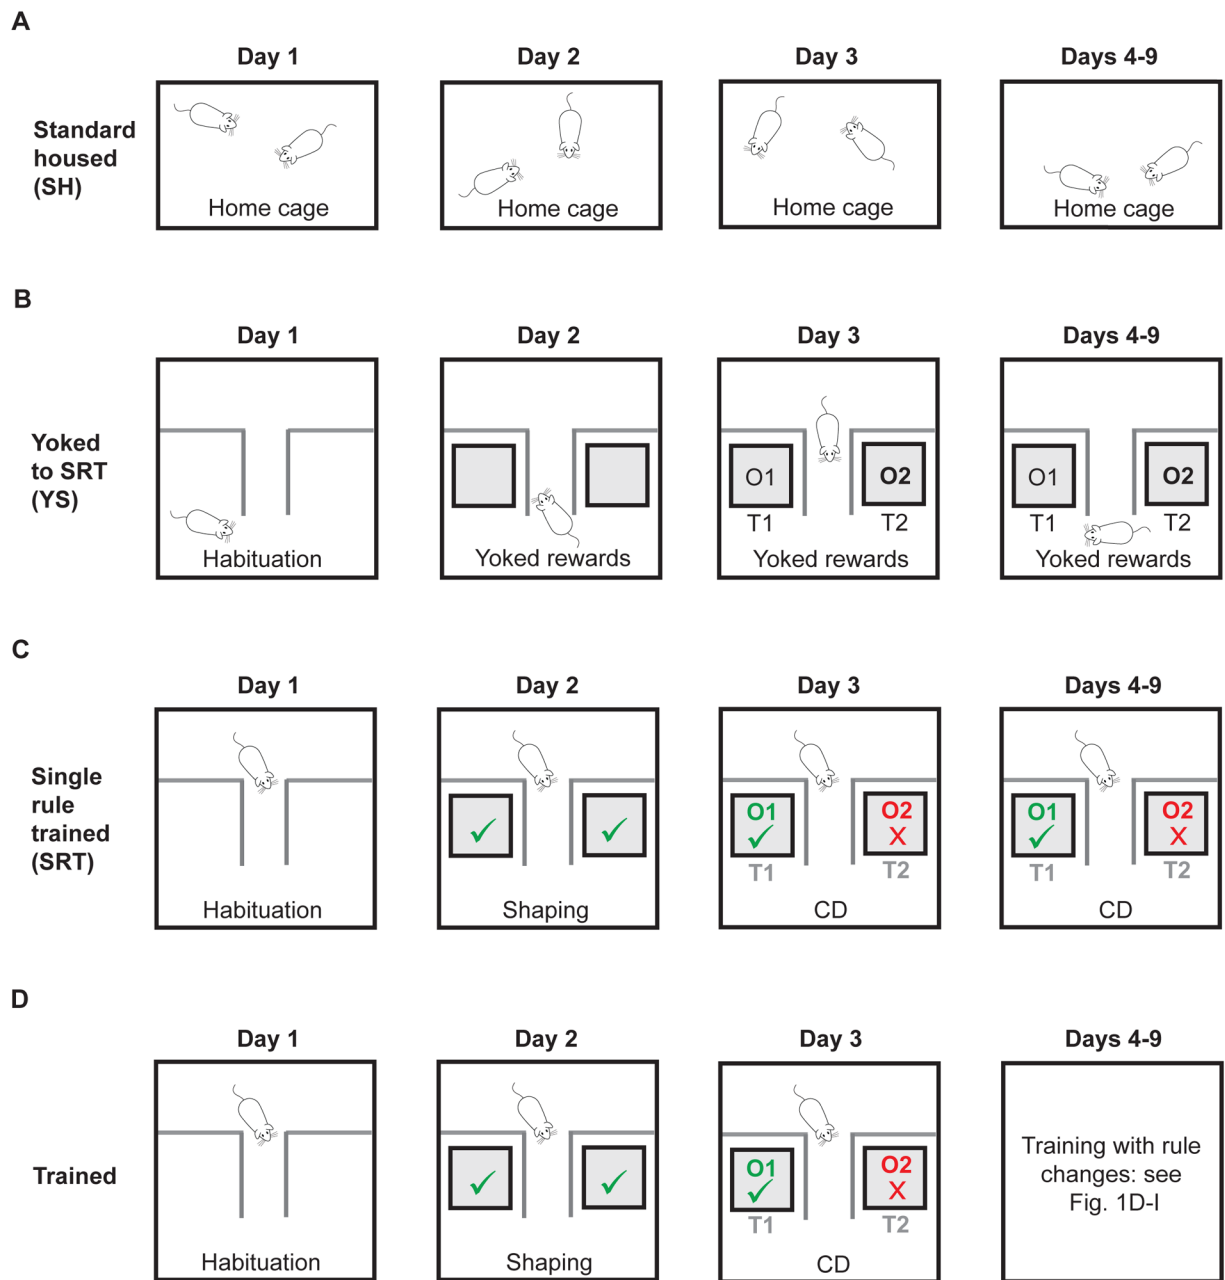 A
Day 1
Day 2
Day 3
Days 4-9
Standard
housed
(SH)
Home cage
Home cage
Home cage
Home cage
B
Day 1
Day 2
Day 3
Days 4-9
Yoked
to SRT
(YS)
Habituation
Yoked rewards
O1
O2
T1
T2
Yoked rewards
O1
O2
T1
T2
Yoked rewards
C
Day 1
Day 2
Day 3
Days 4-9
Single
rule
trained
(SRT)
Habituation
✓
✓
Shaping
O1
✓
O2
X
T1
T2
CD
O1
✓
O2
X
T1
T2
CD
D
Day 1
Day 2
Day 3
Days 4-9
Trained
Habituation
✓
✓
Shaping
O1
✓
O2
X
T1
T2
CD
Training with rule
changes: see
Fig. 1D-I